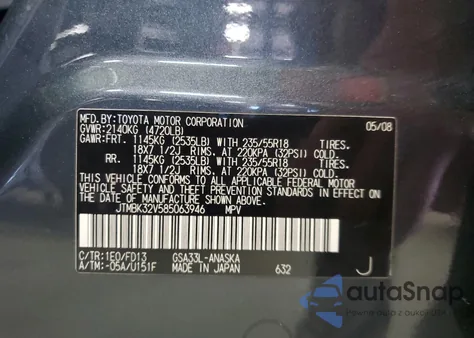 MFD.BY:TOYOTA MOTOR CORPORATION 05/08
GVWR:2140KG (4720LB)
GAWR:FRT. 1145KG (2535LB) WITH 235/55R18 TIRES,
18X7 1/2J RIMS, AT 220KPA (32PSI) COLD.
RR. 1145KG (2535LB) WITH 235/55R18 TIRES,
18X7 1/2J RIMS, AT 220KPA (32PSI) COLD.
THIS VEHICLE CONFORMS TO ALL APPLICABLE
FEDERAL MOTOR VEHICLE SAFETY STANDARDS IN EFFECT
ON THE DATE OF MANUFACTURE SHOWN ABOVE.
JTMBK32V585063946 MPV
C/TR:1E0/FD13 GSA33L-ANASKA
A/TM:-05A/U151F MADE IN JAPAN 632 J
autoSnap